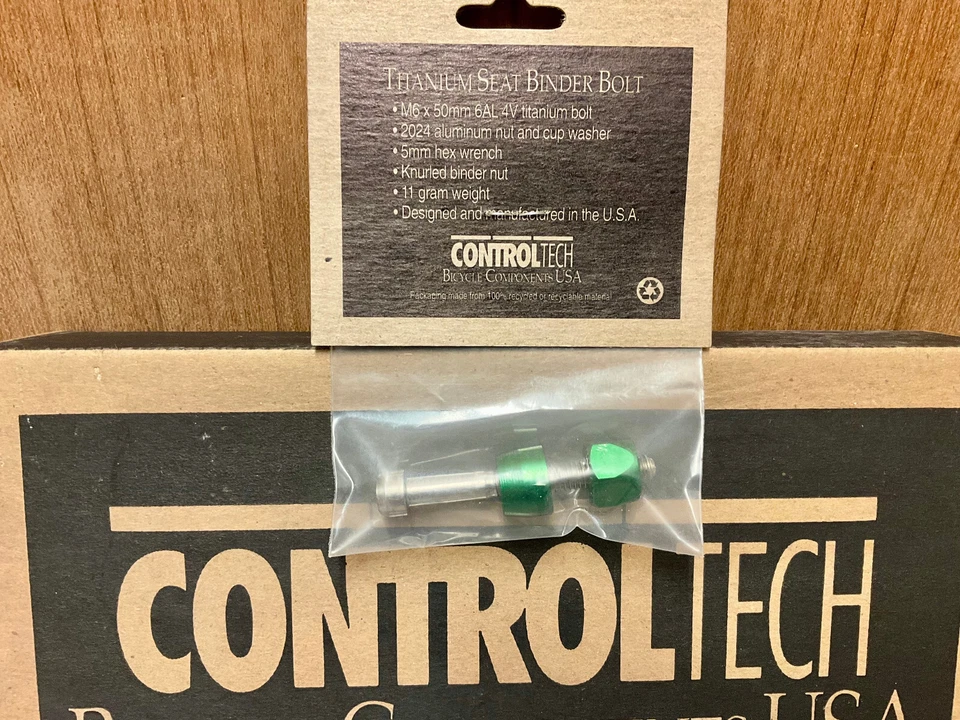 TITANIUM SEAT BINDER BOLT
• M6 x 50mm 6AL 4V titanium bolt
• 2024 aluminum nut and cup washer
• 5mm hex wrench
• Knurled binder nut
• 11 gram weight
• Designed and manufactured in the U.S.A.
CONTROLTECH
BICYCLE COMPONENTS USA
Packaging made from 100% recycled or recyclable material
CONTROLTECH
USA